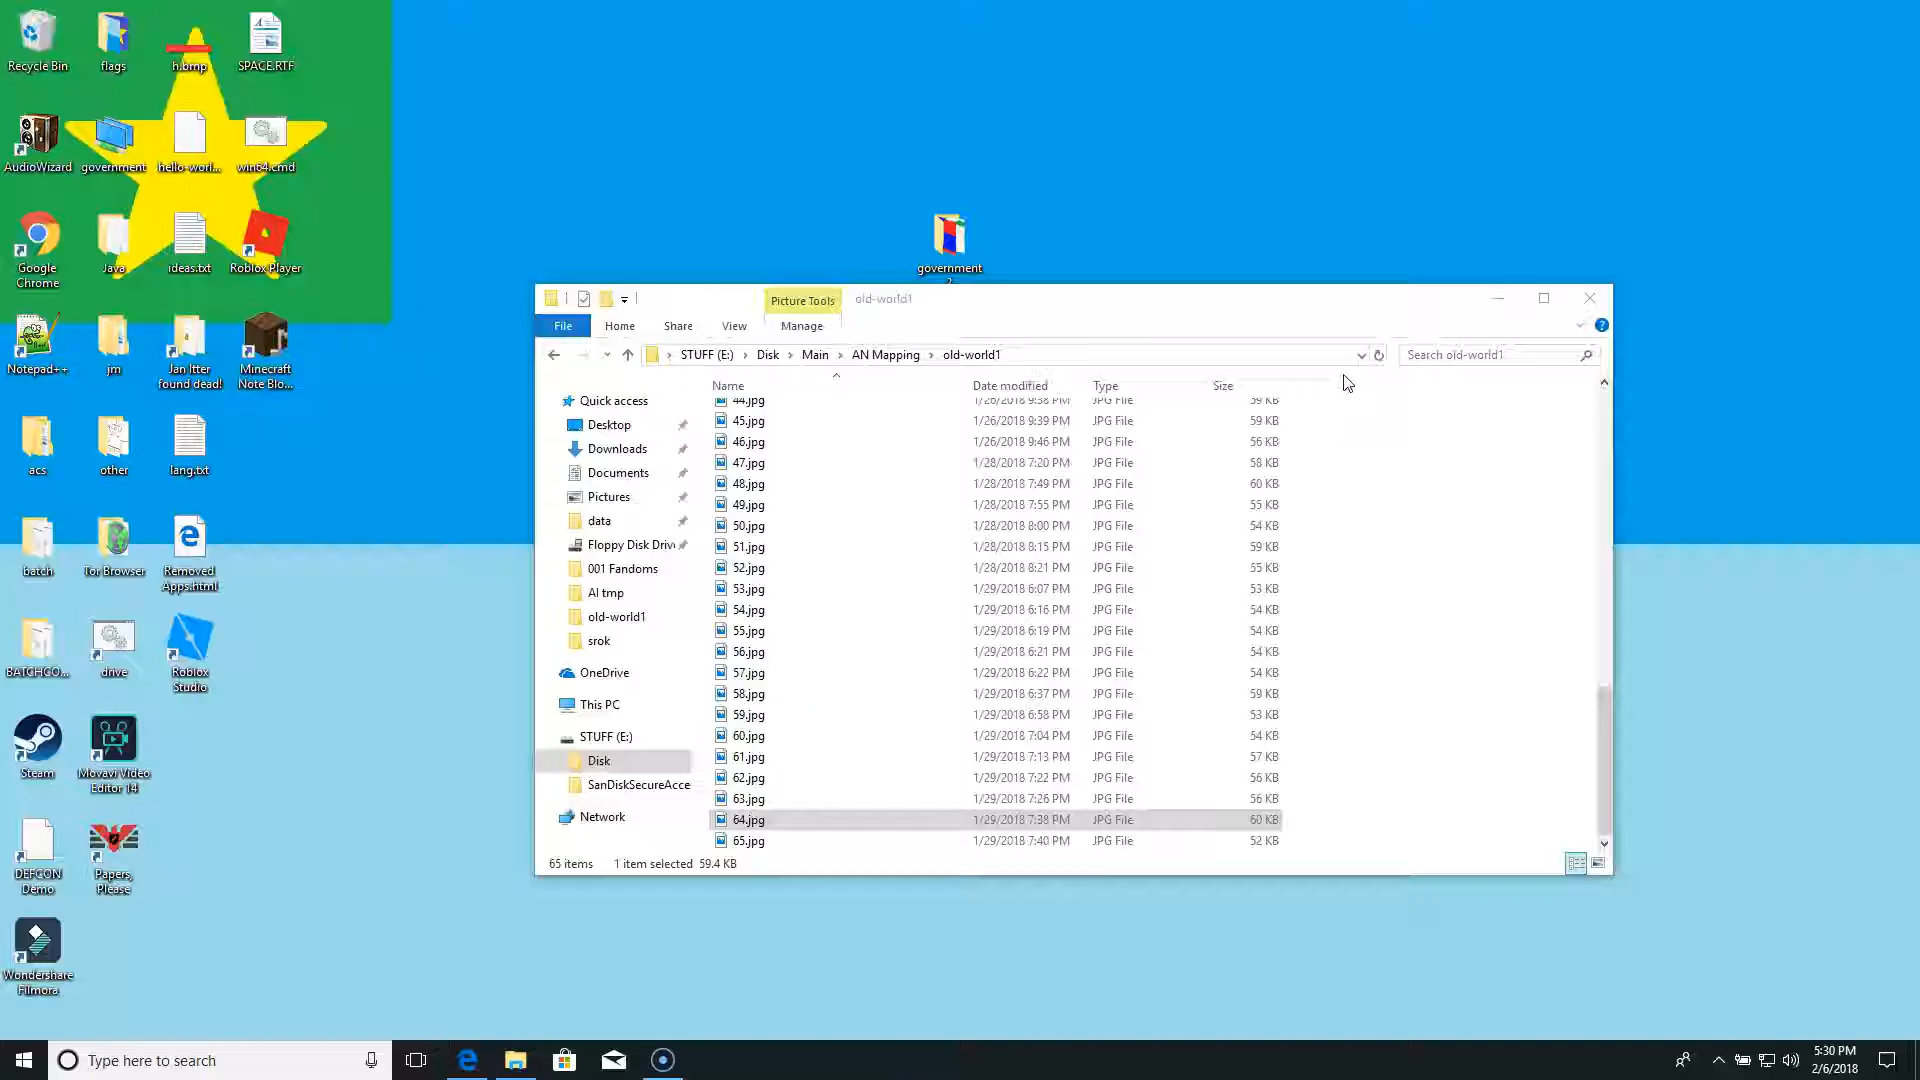 Recycle Bin
flags
h.bmp
SPACE.RTF
AudioWizard
government
hello-worl...
win64.cmd
Google
Chrome
Java
ideas.txt
Roblox Player
Notepad++
jm
Jan Itter
found dead!
Minecraft
Note Blo...
acs
other
lang.txt
batch
Tor Browser
Removed
Apps.html
BATCHCO...
drive
Roblox
Studio
Steam
Movavi Video
Editor 14
DEFCON
Demo
Papers,
Please
Wondershare
Filmora
government
Picture Tools
old-world1
File
Home
Share
View
Manage
STUFF (E:)
Disk
Main
AN Mapping
old-world1
Search old-world1
Name
Date modified
Type
Size
Quick access
Desktop
Downloads
Documents
Pictures
data
Floppy Disk Driv
001 Fandoms
AI tmp
old-world1
srok
OneDrive
This PC
STUFF (E:)
Disk
SanDiskSecureAcce
Network
44.jpg 1/26/2018 9:38 PM JPG File 59 KB
45.jpg 1/26/2018 9:39 PM JPG File 59 KB
46.jpg 1/26/2018 9:46 PM JPG File 56 KB
47.jpg 1/28/2018 7:20 PM JPG File 58 KB
48.jpg 1/28/2018 7:49 PM JPG File 60 KB
49.jpg 1/28/2018 7:55 PM JPG File 55 KB
50.jpg 1/28/2018 8:00 PM JPG File 54 KB
51.jpg 1/28/2018 8:15 PM JPG File 59 KB
52.jpg 1/28/2018 8:21 PM JPG File 55 KB
53.jpg 1/29/2018 6:07 PM JPG File 53 KB
54.jpg 1/29/2018 6:16 PM JPG File 54 KB
55.jpg 1/29/2018 6:19 PM JPG File 54 KB
56.jpg 1/29/2018 6:21 PM JPG File 54 KB
57.jpg 1/29/2018 6:22 PM JPG File 54 KB
58.jpg 1/29/2018 6:37 PM JPG File 59 KB
59.jpg 1/29/2018 6:58 PM JPG File 53 KB
60.jpg 1/29/2018 7:04 PM JPG File 54 KB
61.jpg 1/29/2018 7:13 PM JPG File 57 KB
62.jpg 1/29/2018 7:22 PM JPG File 56 KB
63.jpg 1/29/2018 7:26 PM JPG File 56 KB
64.jpg 1/29/2018 7:38 PM JPG File 60 KB
65.jpg 1/29/2018 7:40 PM JPG File 52 KB
65 items
1 item selected 59.4 KB
Type here to search
5:30 PM
2/6/2018